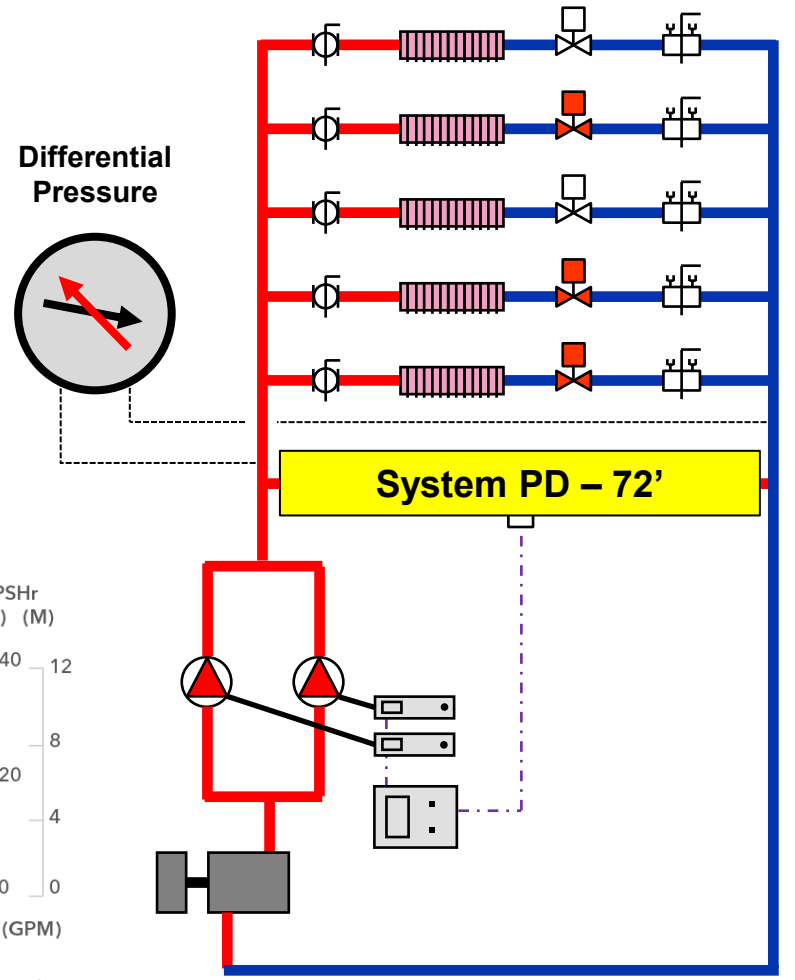 Differential
Pressure
System PD – 72’
PSHr
) (M)
40 12
8
20
4
0 0
(GPM)